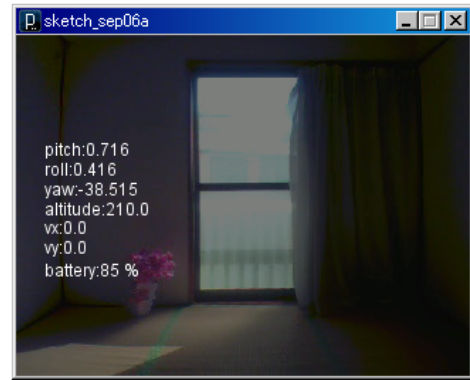 sketch_sep06a
pitch:0.716
roll:0.416
yaw:-38.515
altitude:210.0
vx:0.0
vy:0.0
battery:85 %